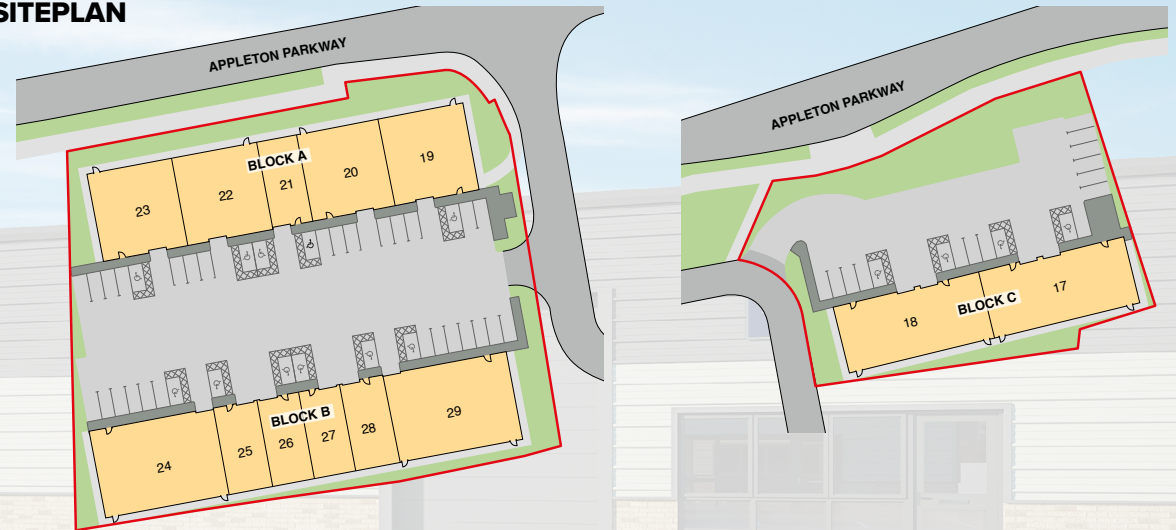 SITEPLAN
APPLETON PARKWAY
BLOCK A
23
22
21
20
19
BLOCK B
24
25
26
27
28
29
APPLETON PARKWAY
BLOCK C
18
17